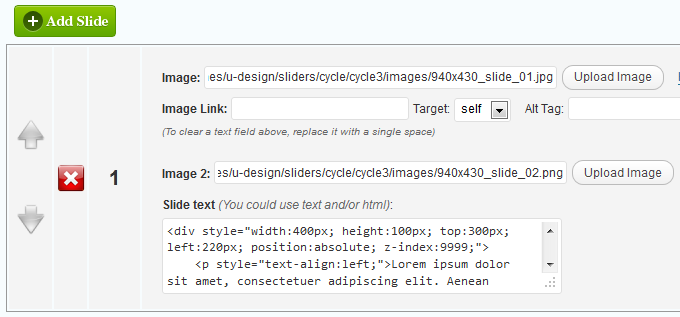 Add Slide
Image: es/u-design/sliders/cycle/cycle3/images/940x430_slide_01.jpg Upload Image
Image Link: Target: self Alt Tag:
(To clear a text field above, replace it with a single space)
1
Image 2: es/u-design/sliders/cycle/cycle3/images/940x430_slide_02.png Upload Image
Slide text (You could use text and/or html):
<div style="width:400px; height:100px; top:300px;
left:220px; position:absolute; z-index:9999;">
<p style="text-align:left;">Lorem ipsum dolor
sit amet, consectetuer adipiscing elit. Aenean